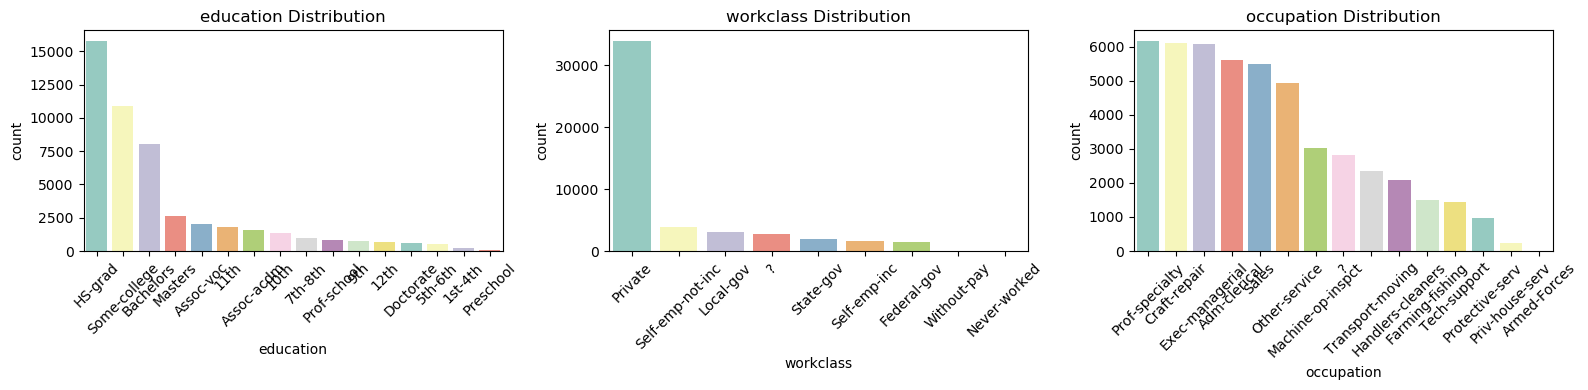 education Distribution
15000
12500
10000
7500
5000
2500
0
count
HS-grad
Some-college
Bachelors
Masters
Assoc-voc
11th
Assoc-acdm
10th
7th-8th
Prof-school
9th
12th
Doctorate
5th-6th
1st-4th
Preschool
education
workclass Distribution
30000
20000
10000
0
count
Private
Self-emp-not-inc
Local-gov
?
State-gov
Self-emp-inc
Federal-gov
Without-pay
Never-worked
workclass
occupation Distribution
6000
5000
4000
3000
2000
1000
0
count
Prof-specialty
Craft-repair
Exec-managerial
Adm-clerical
Sales
Other-service
Machine-op-inspct
?
Transport-moving
Handlers-cleaners
Farming-fishing
Tech-support
Protective-serv
Priv-house-serv
Armed-Forces
occupation